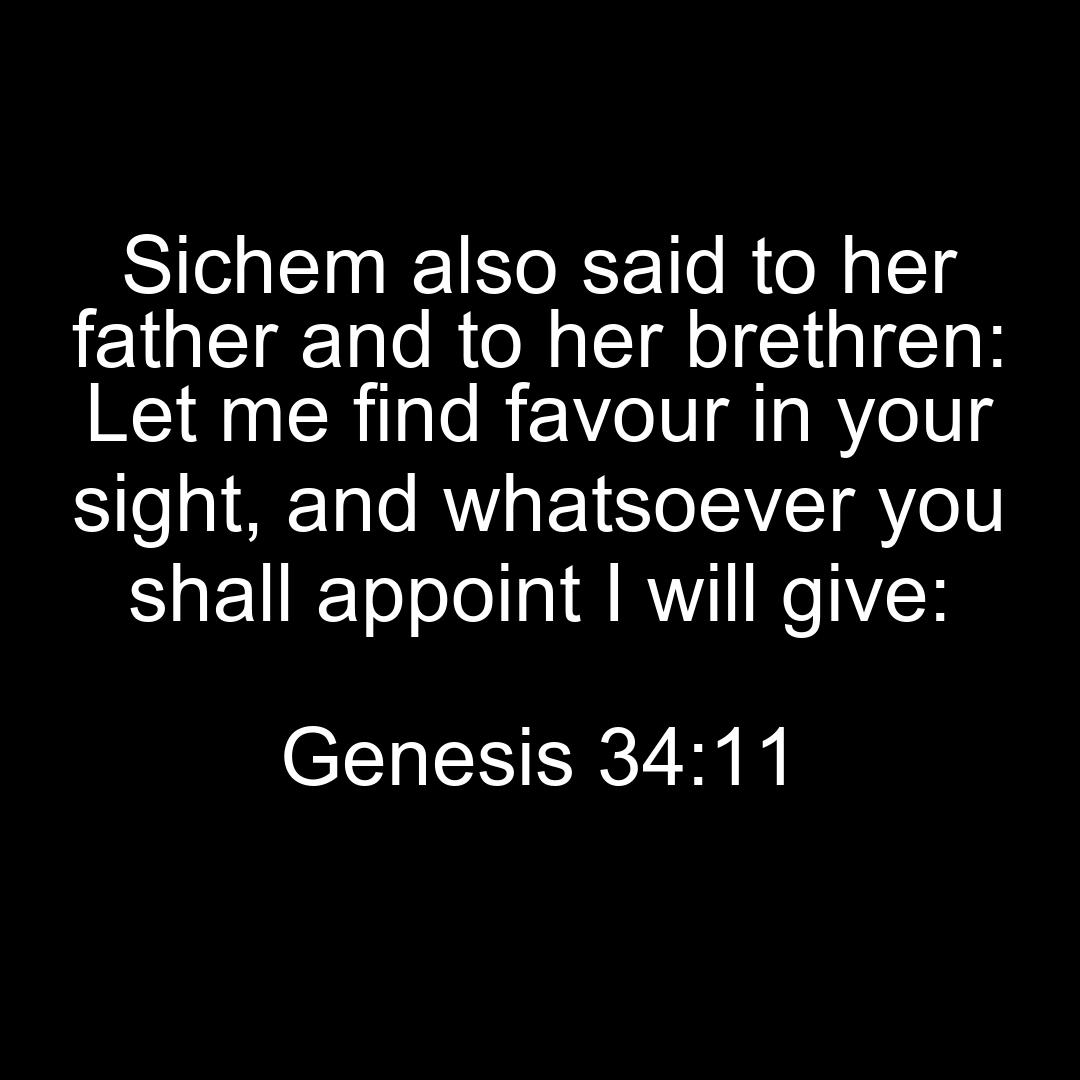 Sichem also said to her
father and to her brethren:
Let me find favour in your
sight, and whatsoever you
shall appoint I will give:
Genesis 34:11